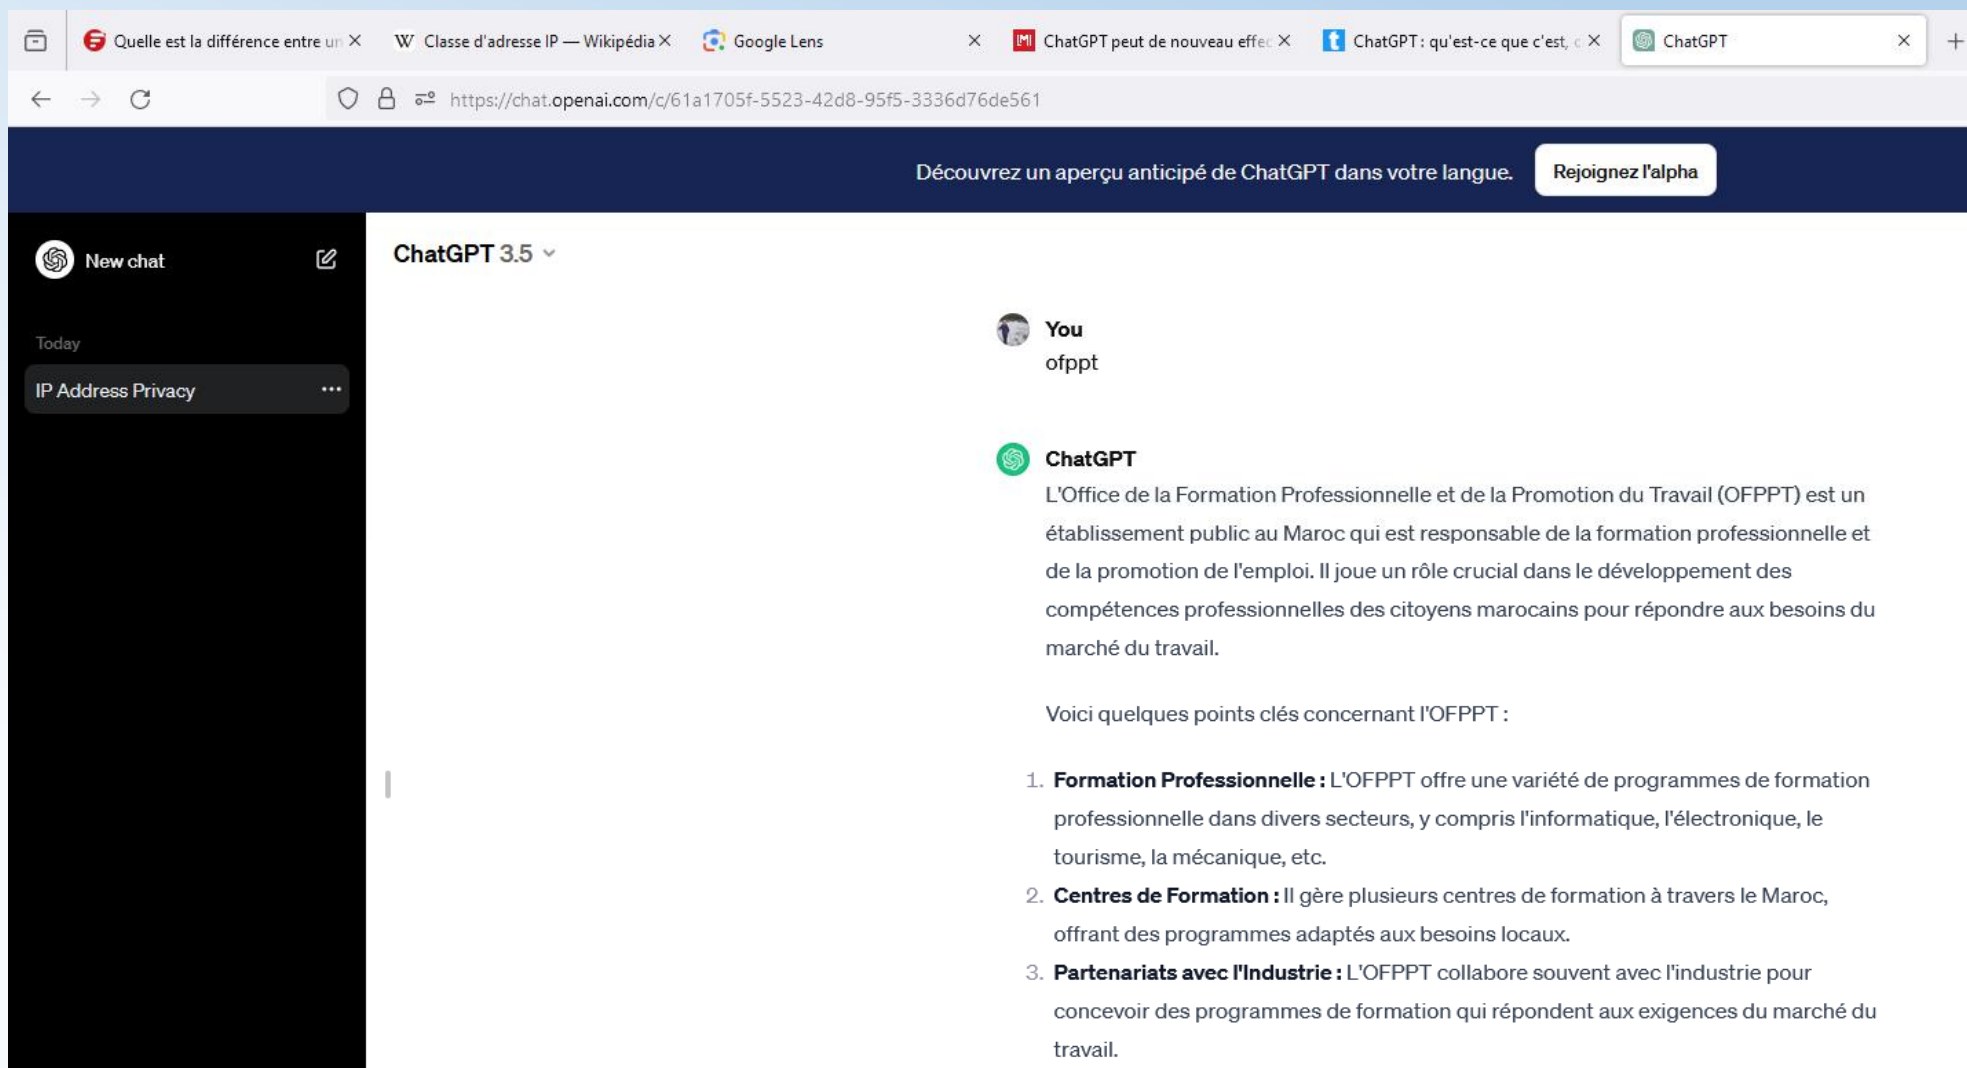 Quelle est la différence entre un
Classe d'adresse IP — Wikipédia
Google Lens
ChatGPT peut de nouveau effec
ChatGPT : qu'est-ce que c'est, c
ChatGPT
https://chat.openai.com/c/61a1705f-5523-42d8-95f5-3336d76de561
Découvrez un aperçu anticipé de ChatGPT dans votre langue.
Rejoignez l'alpha
New chat
ChatGPT 3.5
Today
IP Address Privacy
You
ofppt
ChatGPT
L'Office de la Formation Professionnelle et de la Promotion du Travail (OFPPT) est un
établissement public au Maroc qui est responsable de la formation professionnelle et
de la promotion de l'emploi. Il joue un rôle crucial dans le développement des
compétences professionnelles des citoyens marocains pour répondre aux besoins du
marché du travail.
Voici quelques points clés concernant l'OFPPT :
1. Formation Professionnelle : L'OFPPT offre une variété de programmes de formation
professionnelle dans divers secteurs, y compris l'informatique, l'électronique, le
tourisme, la mécanique, etc.
2. Centres de Formation : Il gère plusieurs centres de formation à travers le Maroc,
offrant des programmes adaptés aux besoins locaux.
3. Partenariats avec l'Industrie : L'OFPPT collabore souvent avec l'industrie pour
concevoir des programmes de formation qui répondent aux exigences du marché du
travail.